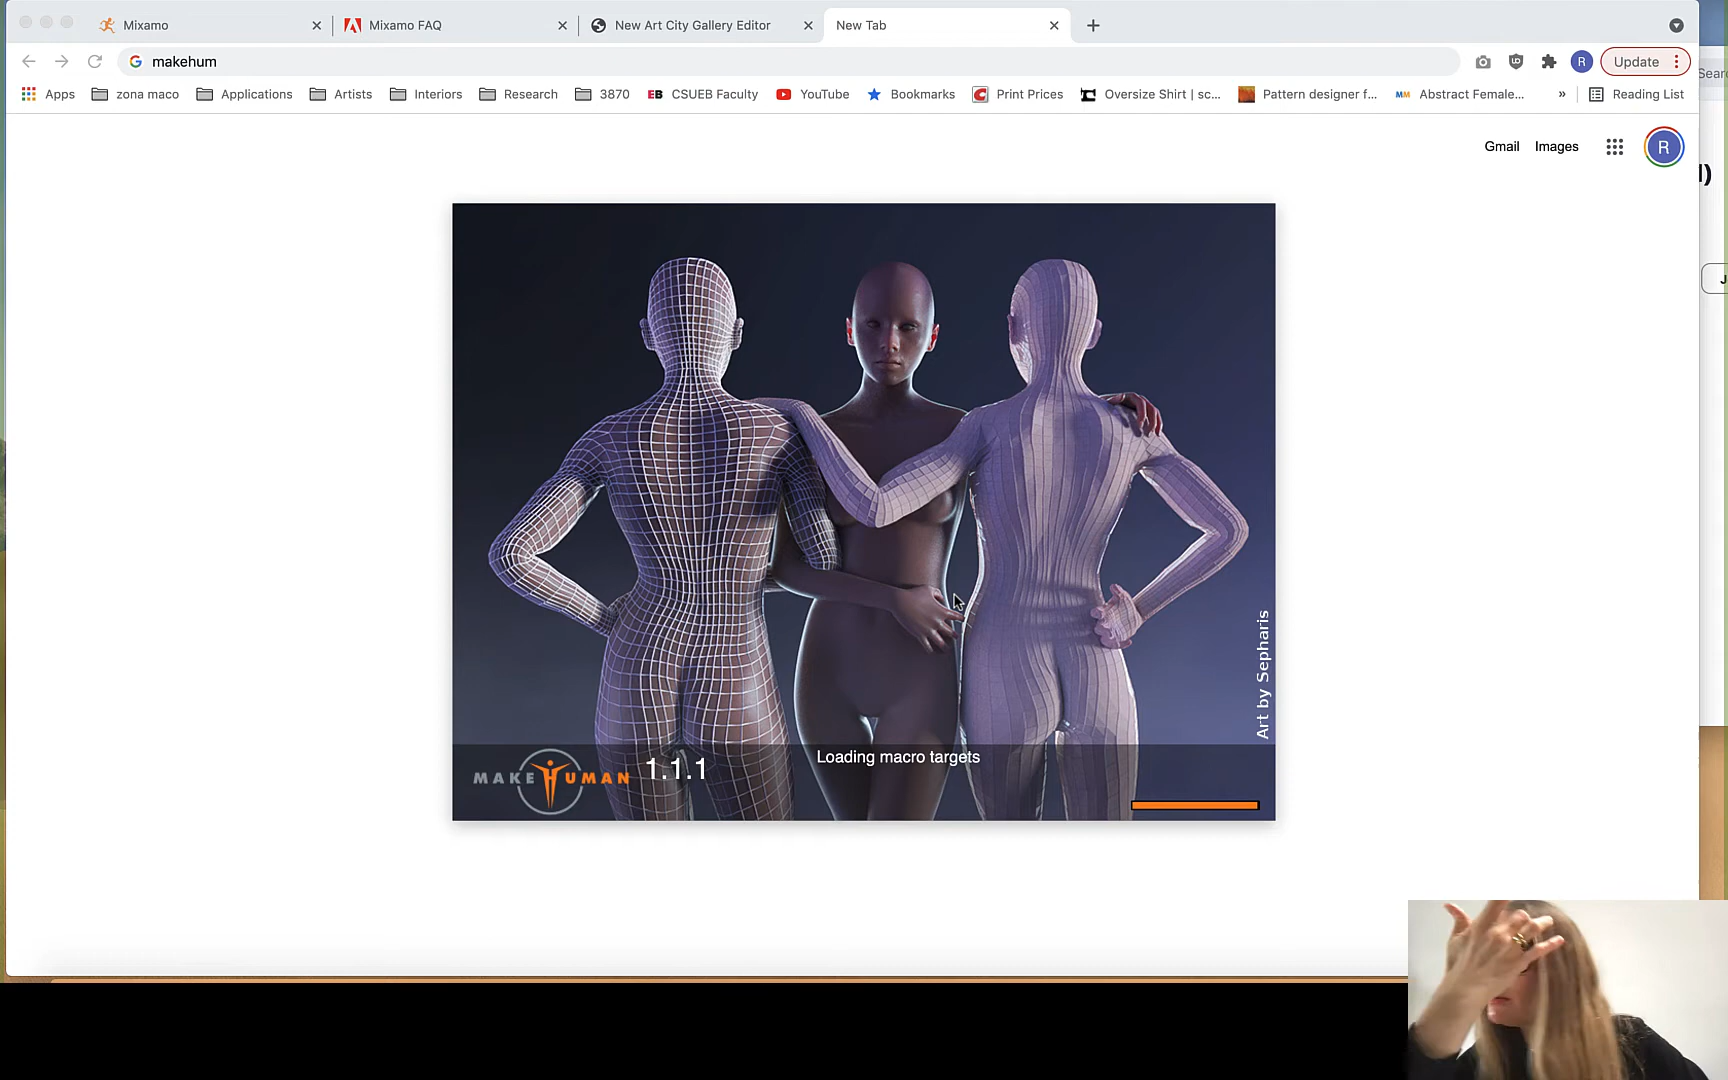 Mixamo
Mixamo FAQ
New Art City Gallery Editor
New Tab
makehum
R
Update
Apps
zona maco
Applications
Artists
Interiors
Research
3870
EB CSUEB Faculty
YouTube
Bookmarks
Print Prices
Oversize Shirt | sc...
Pattern designer f...
MM Abstract Female...
»
Reading List
Gmail
Images
R
Art by Sepharis
Loading macro targets
MAKEHUMAN 1.1.1